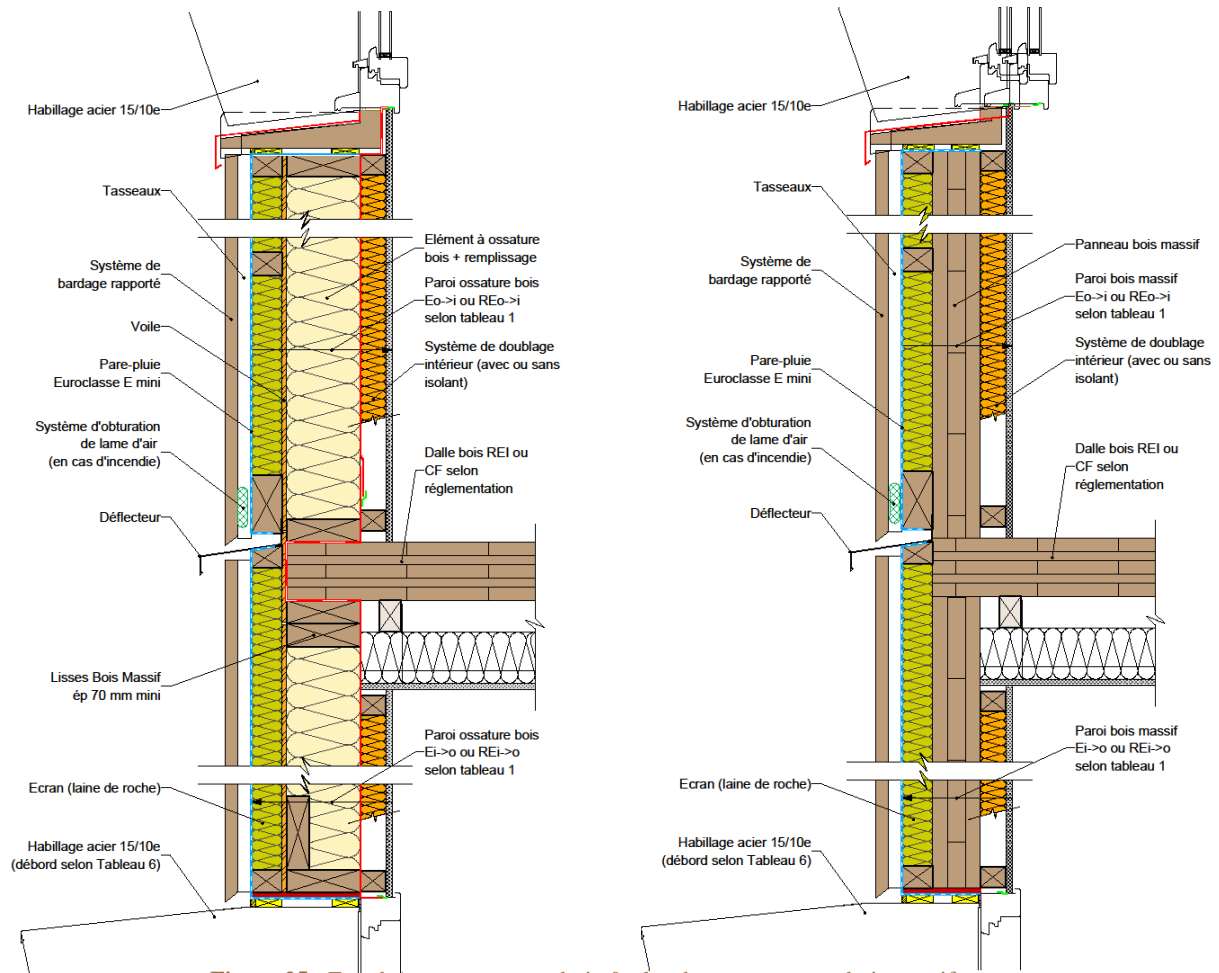 Habillage acier 15/10e
Tasseaux
Système de
bardage rapporté
Voile
Pare-pluie
Euroclasse E mini
Système d'obturation
de lame d'air
(en cas d'incendie)
Déflecteur
Lisses Bois Massif
ép 70 mm mini
Ecran (laine de roche)
Habillage acier 15/10e
(débord selon Tableau 6)
Elément à ossature
bois + remplissage
Paroi ossature bois
Eo->i ou REo->i
selon tableau 1
Système de doublage
intérieur (avec ou sans
isolant)
Dalle bois REI ou
CF selon
réglementation
Paroi ossature bois
Ei->o ou REi->o
selon tableau 1
Habillage acier 15/10e
Tasseaux
Système de
bardage rapporté
Pare-pluie
Euroclasse E mini
Système d'obturation
de lame d'air
(en cas d'incendie)
Déflecteur
Ecran (laine de roche)
Habillage acier 15/10e
(débord selon Tableau 6)
Panneau bois massif
Paroi bois massif
Eo->i ou REo->i
selon tableau 1
Système de doublage
intérieur (avec ou sans
isolant)
Dalle bois REI ou
CF selon
réglementation
Paroi bois massif
Ei->o ou REi->o
selon tableau 1